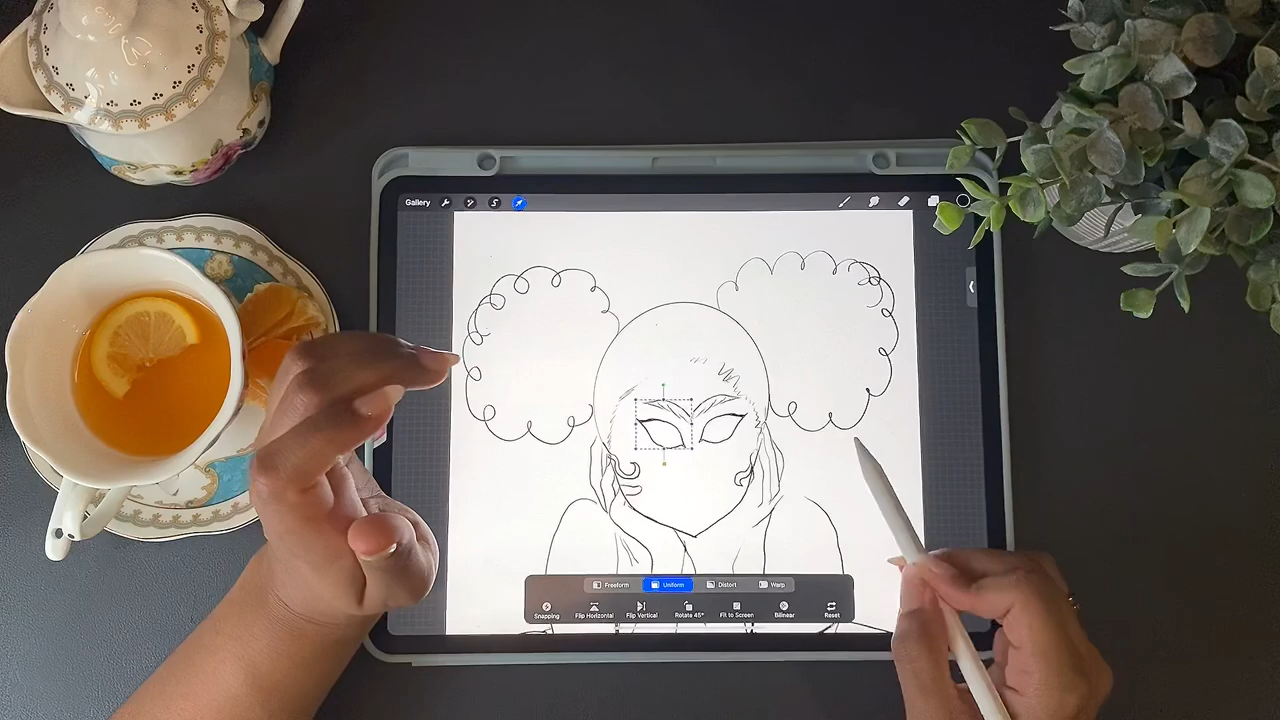 Gallery
Freeform Uniform Distort Warp
Snapping Flip Horizontal Flip Vertical Rotate 45° Fit to Screen Bilinear Reset